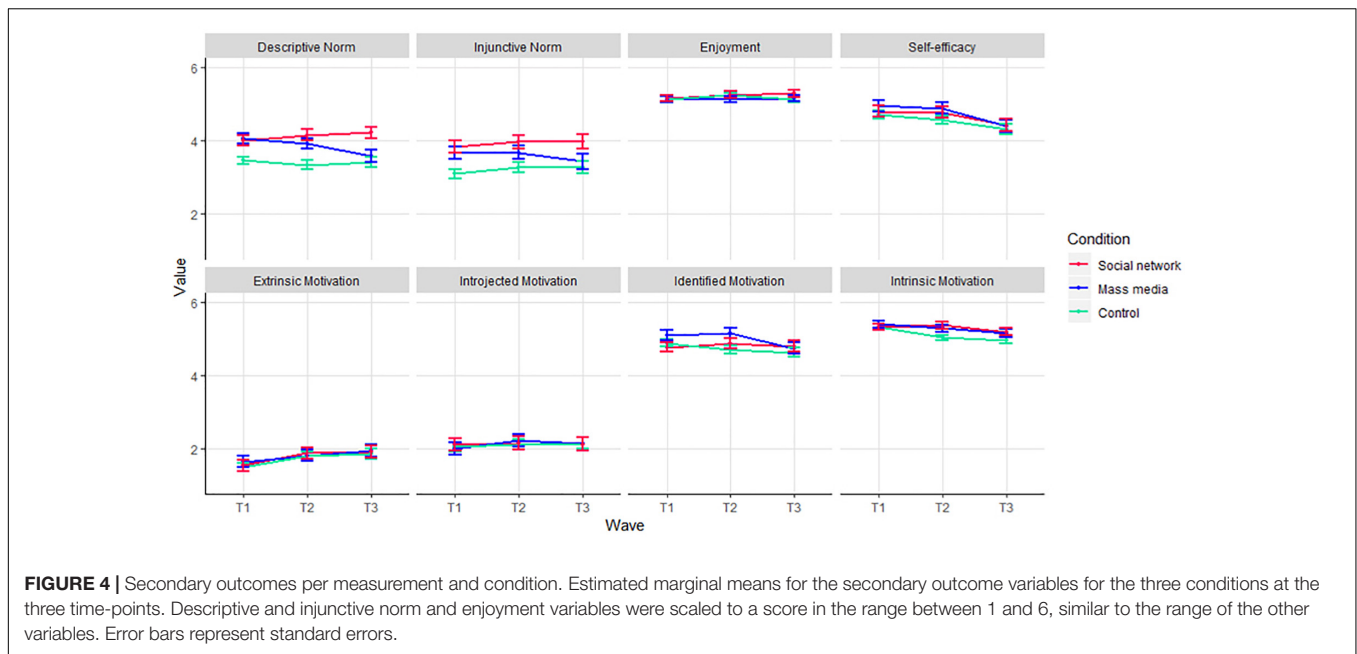 Descriptive Norm Injunctive Norm Enjoyment Self-efficacy
6
4
2
Extrinsic Motivation Introjected Motivation Identified Motivation Intrinsic Motivation
6
4
2
Value
T1 T2 T3 T1 T2 T3 T1 T2 T3 T1 T2 T3
Wave
Condition
Social network
Mass media
Control
FIGURE 4 | Secondary outcomes per measurement and condition. Estimated marginal means for the secondary outcome variables for the three conditions at the
three time-points. Descriptive and injunctive norm and enjoyment variables were scaled to a score in the range between 1 and 6, similar to the range of the other
variables. Error bars represent standard errors.